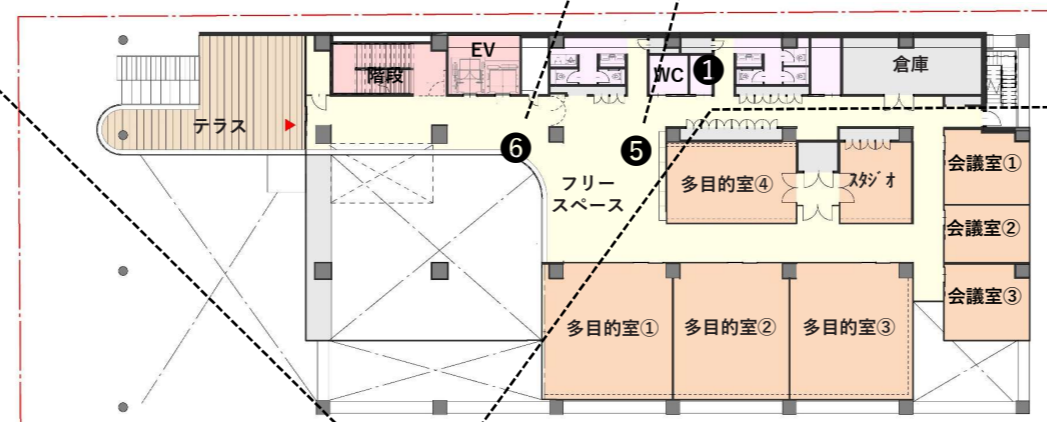 EV
階段
WC
❶
倉庫
テラス
❻
❺
フリー
スペース
多目的室④
スタジオ
会議室①
会議室②
会議室③
多目的室①
多目的室②
多目的室③